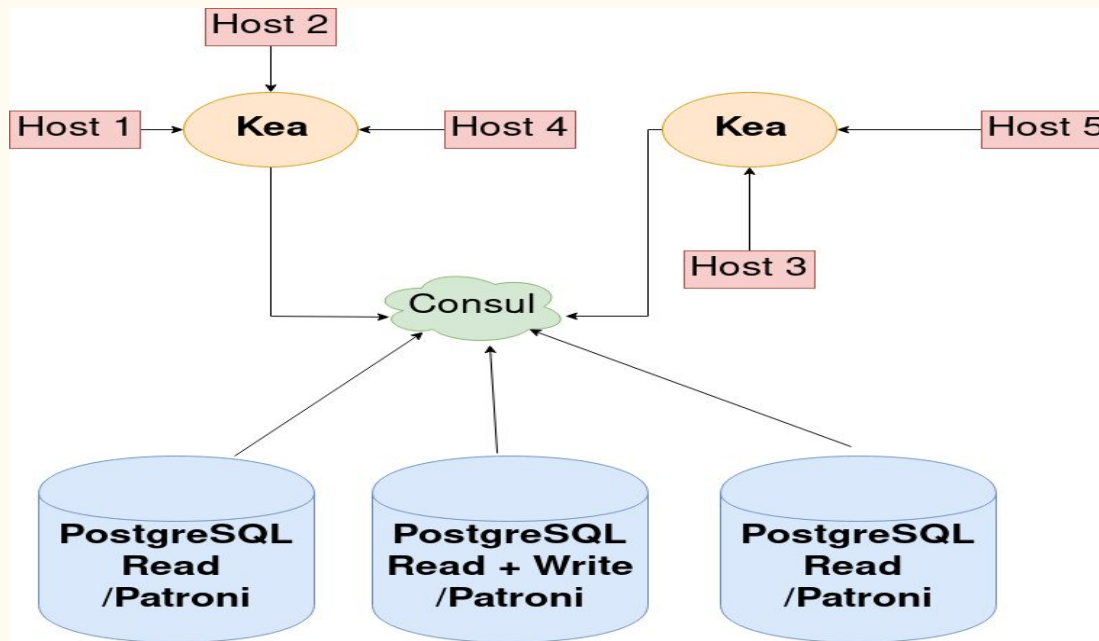 Host 2
Host 1
Kea
Host 4
Kea
Host 5
Host 3
Consul
PostgreSQL
Read
/Patroni
PostgreSQL
Read + Write
/Patroni
PostgreSQL
Read
/Patroni